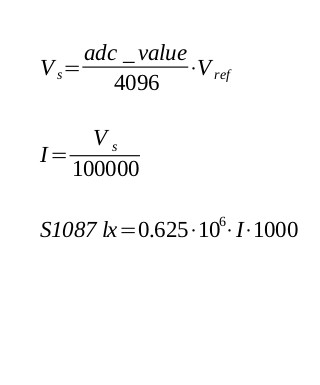 V_s = adc_value / 4096 · V_ref
I = V_s / 100000
S1087 lx = 0.625 · 10^6 · I · 1000